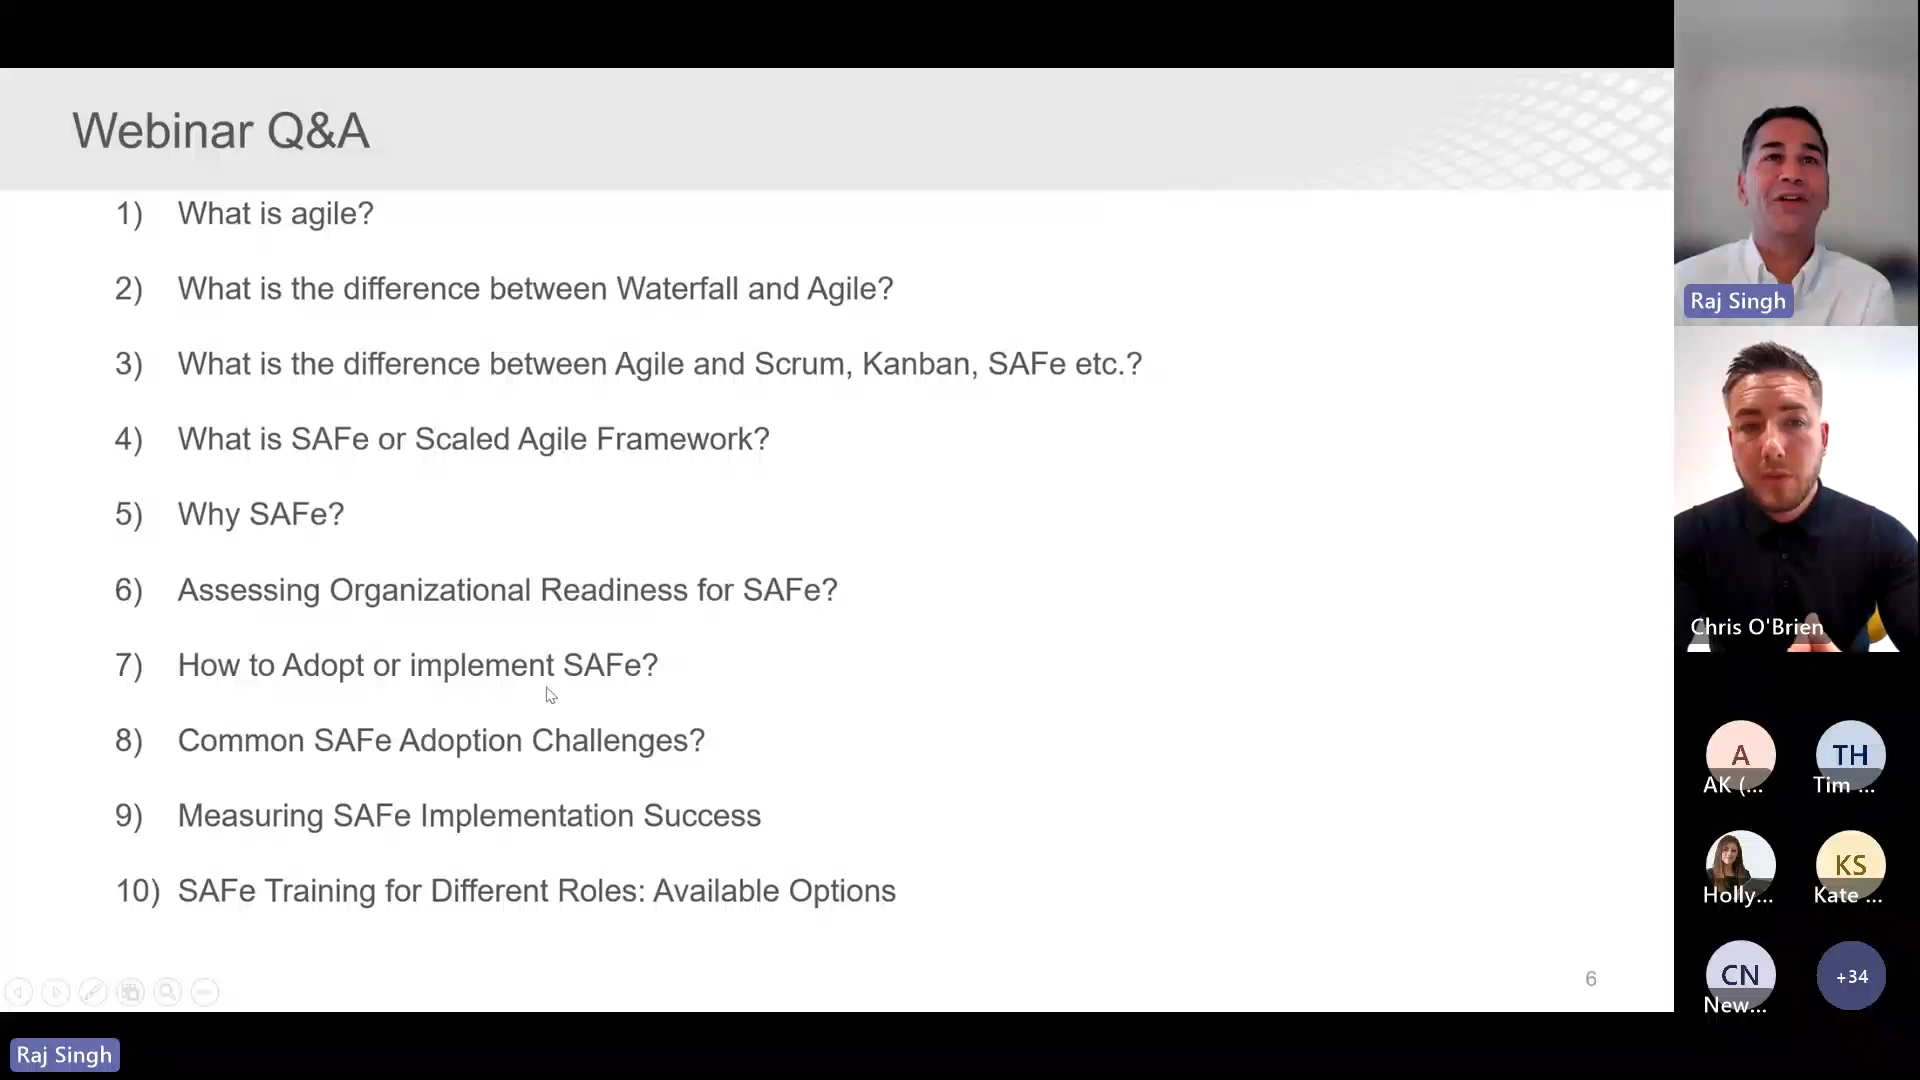 Webinar Q&A
1) What is agile?
2) What is the difference between Waterfall and Agile?
3) What is the difference between Agile and Scrum, Kanban, SAFe etc.?
4) What is SAFe or Scaled Agile Framework?
5) Why SAFe?
6) Assessing Organizational Readiness for SAFe?
7) How to Adopt or implement SAFe?
8) Common SAFe Adoption Challenges?
9) Measuring SAFe Implementation Success
10) SAFe Training for Different Roles: Available Options
6
Raj Singh
Raj Singh
Chris O'Brien
A
AK (...
TH
Tim ...
Holly...
KS
Kate ...
CN
New...
+34